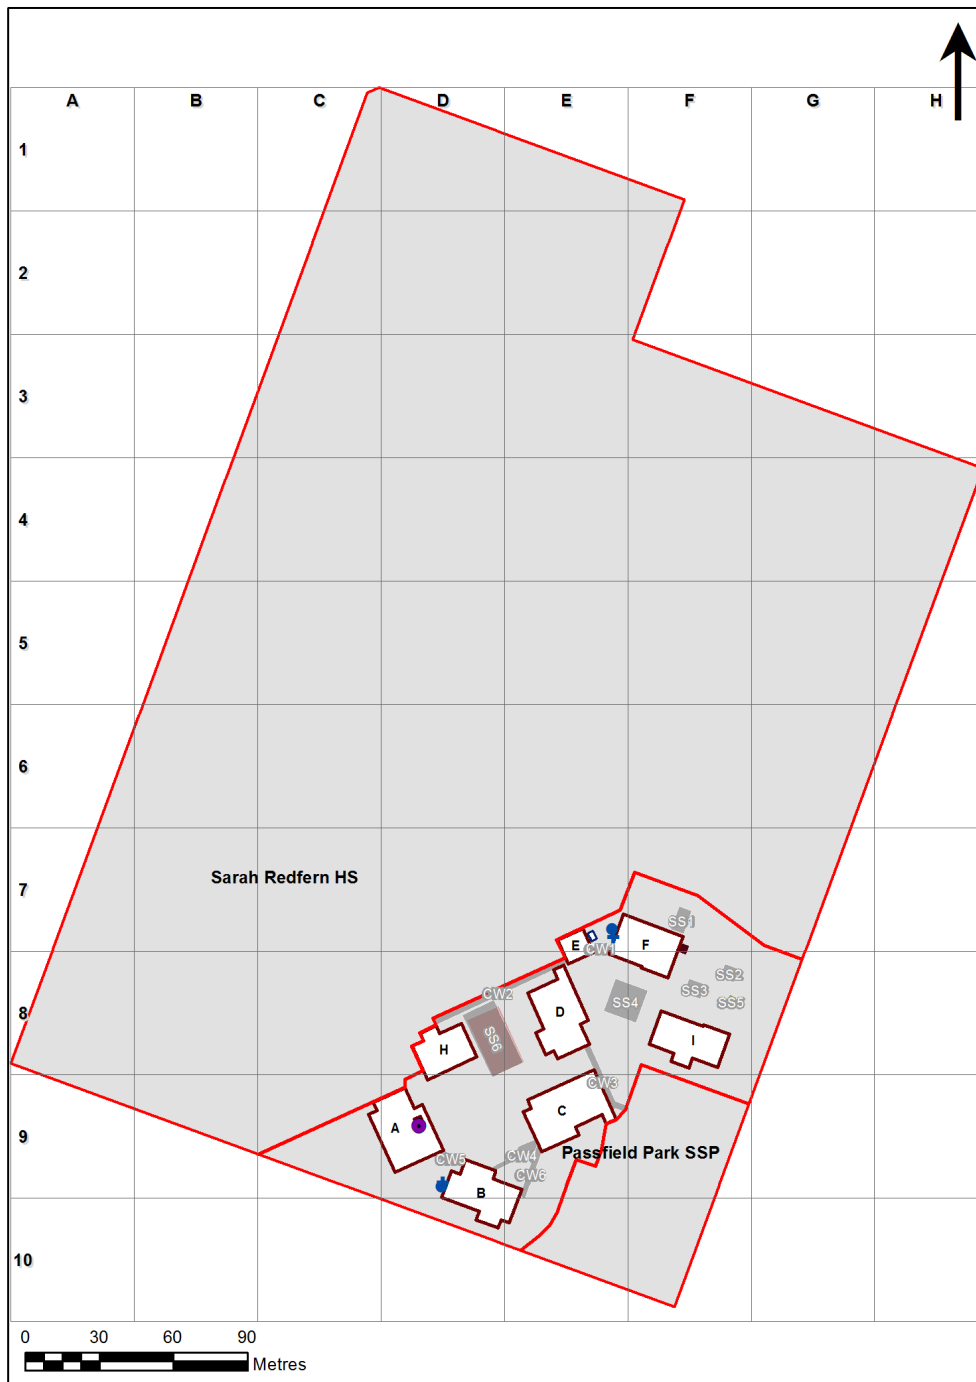 A B C D E F G H
1
2
3
4
5
6
Sarah Redfern HS
7
SS1
E CW1 F
SS2
CW2 SS3
SS4 SS5
8 D
SS6
H I
CW3
C
A 9
CW4 Passfield Park SSP
CW5
CW6
B
10
0 30 60 90
Metres